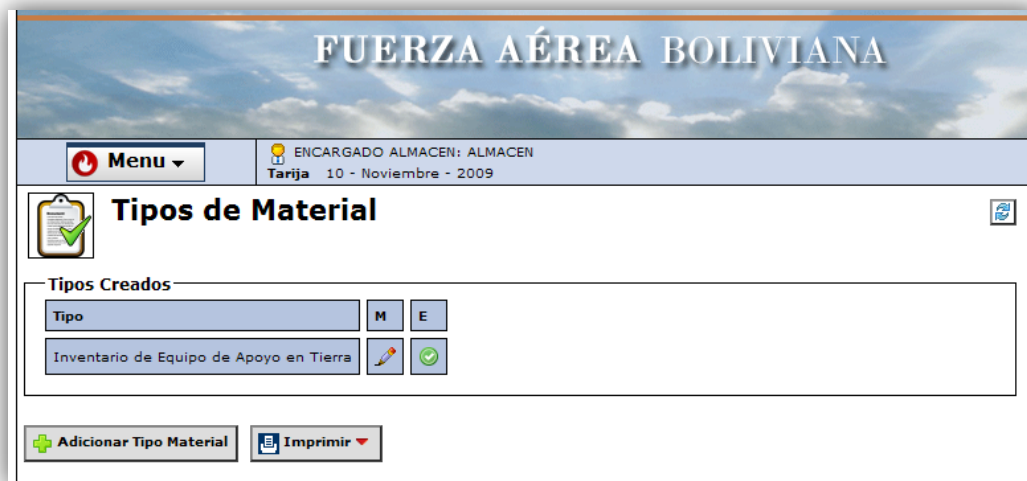 FUERZA AÉREA BOLIVIANA
Menu
ENCARGADO ALMACEN: ALMACEN
Tarija 10 - Noviembre - 2009
Tipos de Material
Tipos Creados
Tipo M E
Inventario de Equipo de Apoyo en Tierra
Adicionar Tipo Material Imprimir